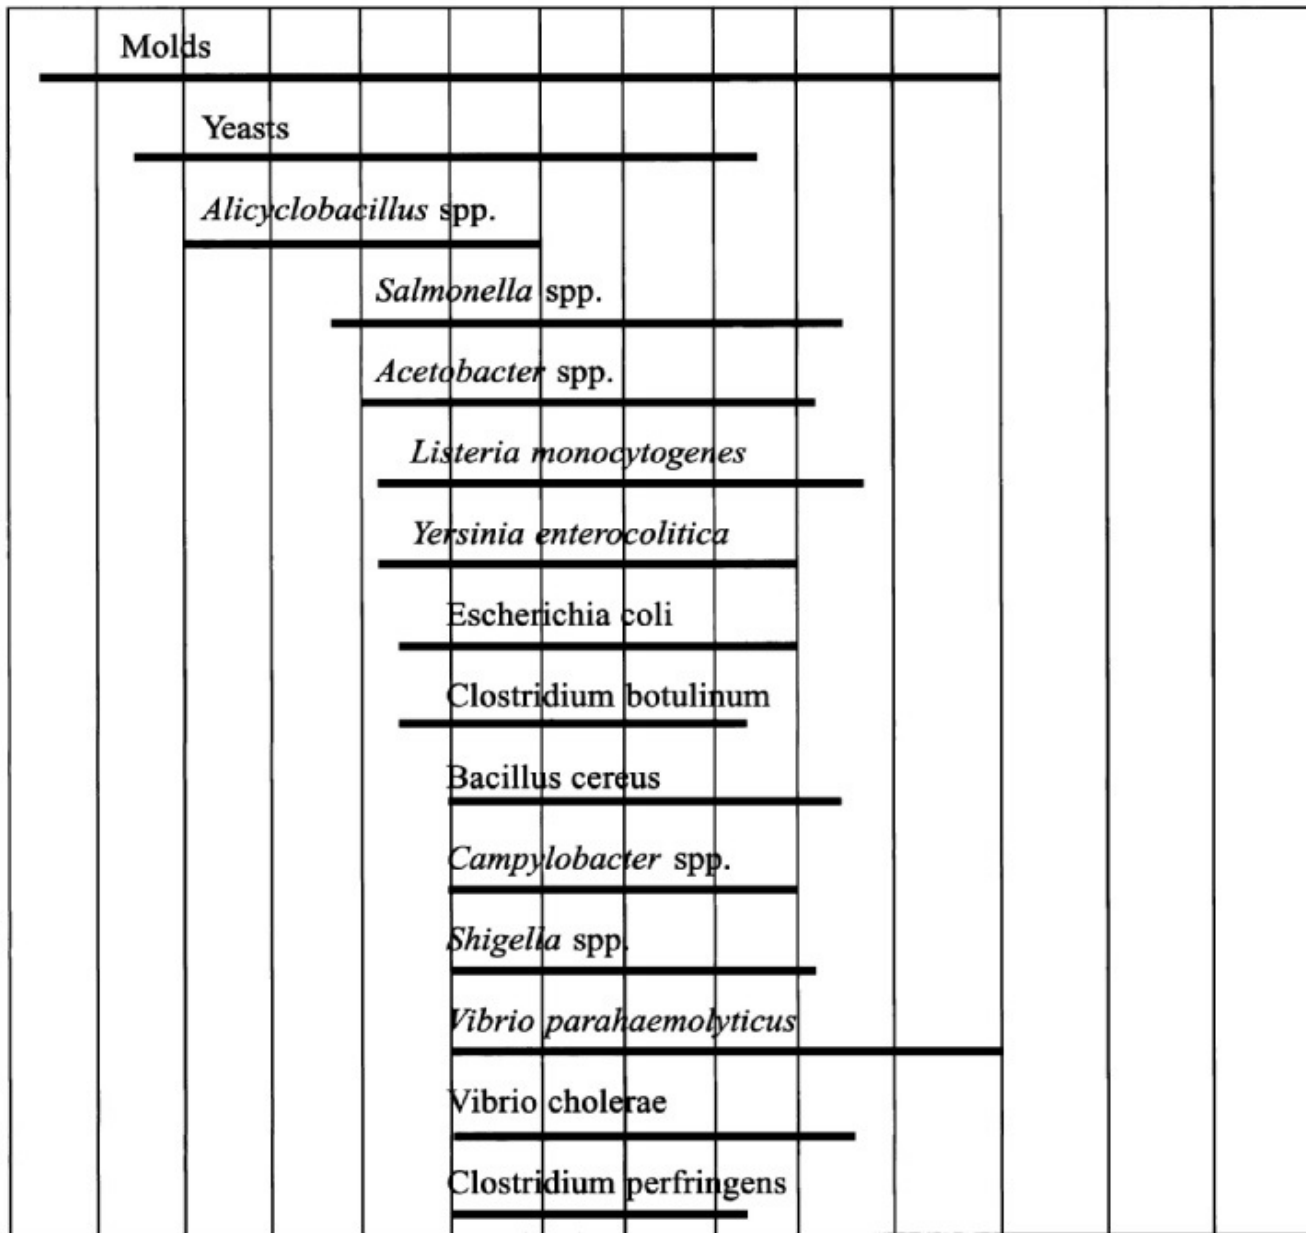 Molds
Yeasts
Alicyclobacillus spp.
Salmonella spp.
Acetobacter spp.
Listeria monocytogenes
Yersinia enterocolitica
Escherichia coli
Clostridium botulinum
Bacillus cereus
Campylobacter spp.
Shigella spp.
Vibrio parahaemolyticus
Vibrio cholerae
Clostridium perfringens